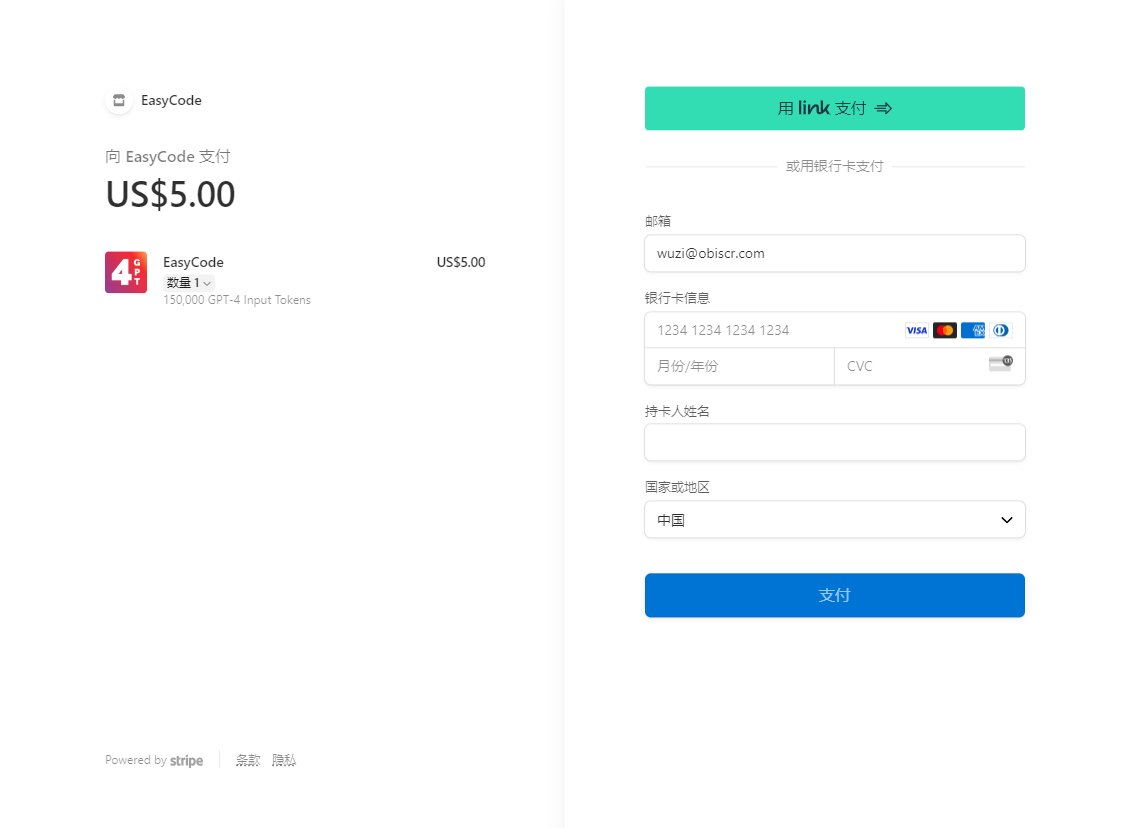 EasyCode
向 EasyCode 支付
US$5.00
4 GPT
EasyCode US$5.00
数量 1
150,000 GPT-4 Input Tokens
Powered by stripe 条款 隐私
用 link 支付
或用银行卡支付
邮箱
wuzi@obiscr.com
银行卡信息
1234 1234 1234 1234 VISA
月份/年份 CVC
持卡人姓名
国家或地区
中国
支付